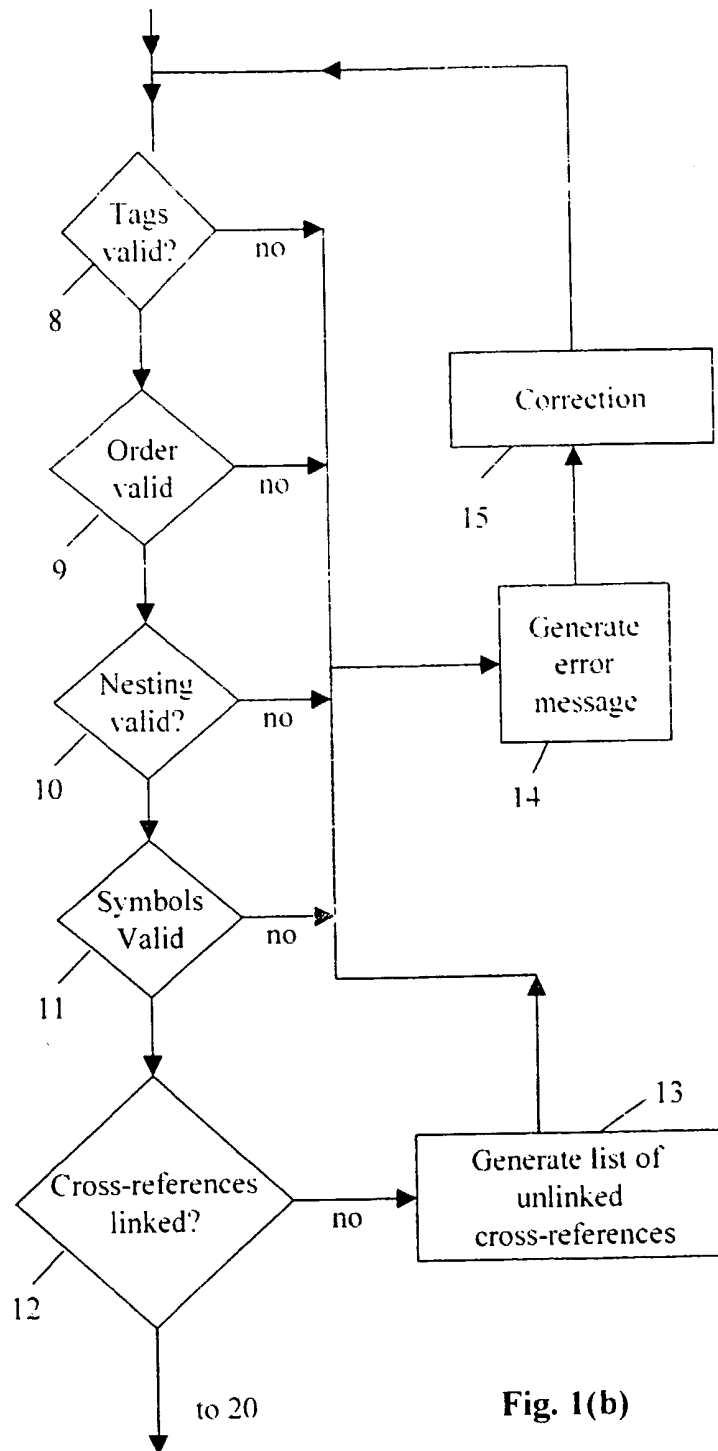 Tags
valid?
no
8
Correction
15
Order
valid
no
9
Generate
error
message
14
Nesting
valid?
no
10
Symbols
Valid
no
11
13
Generate list of
unlinked
cross-references
Cross-references
linked?
no
12
to 20
Fig. 1(b)